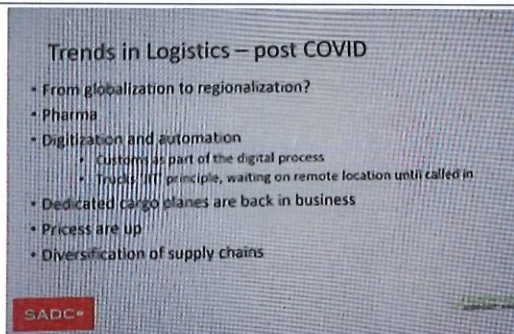 Trends in Logistics – post COVID
• From globalization to regionalization?
• Pharma
• Digitization and automation
• Customs as part of the digital process
• Trucks 'JIT' principle, waiting on remote location until called in
• Dedicated cargo planes are back in business
• Pricess are up
• Diversification of supply chains
SADC